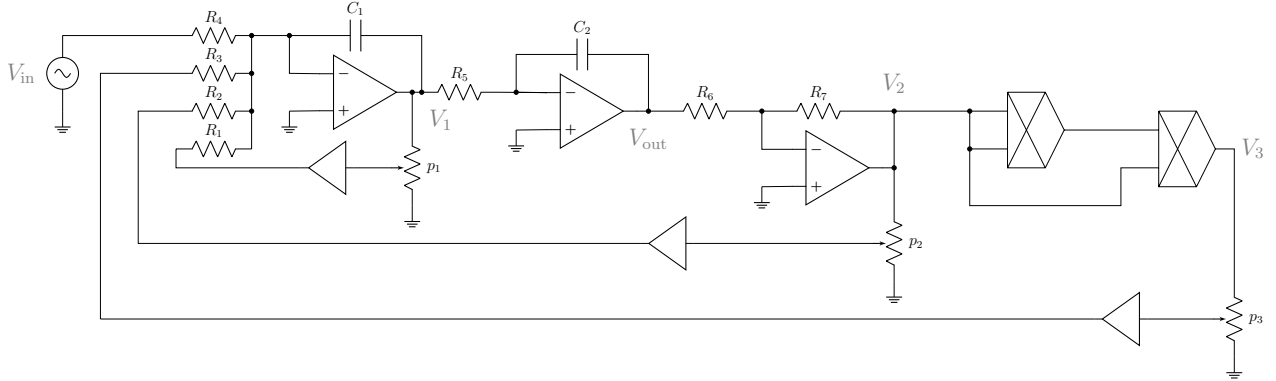 R4
C1
R3
C2
Vin
R5
R6
R7
V2
R2
V1
R1
Vout
V3
p1
p2
p3
−
+
−
+
−
+